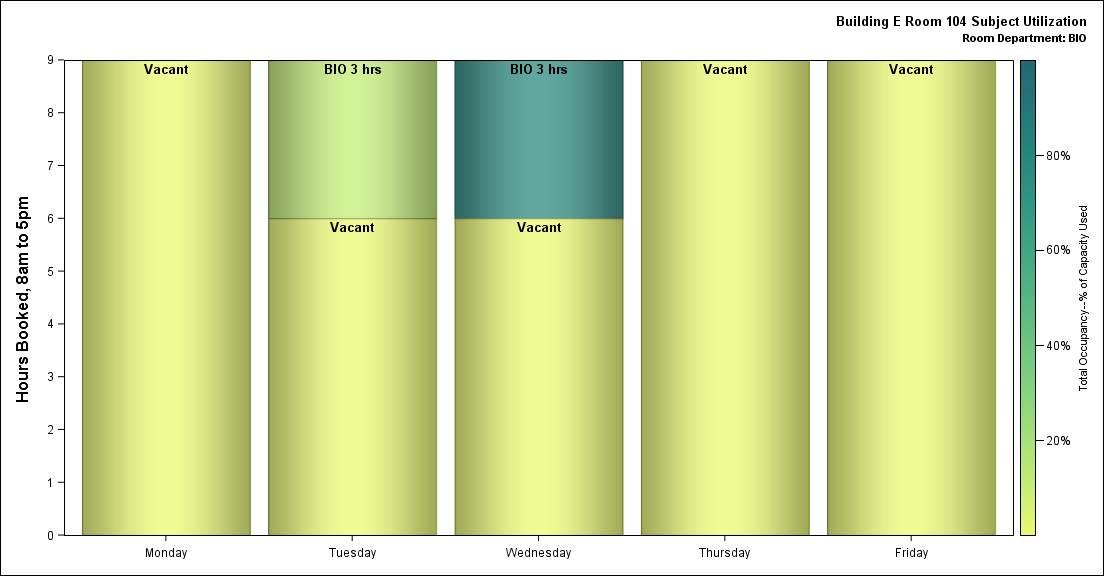 Building E Room 104 Subject Utilization
Room Department: BIO
Hours Booked, 8am to 5pm
9
8
7
6
5
4
3
2
1
0
Vacant
BIO 3 hrs
BIO 3 hrs
Vacant
Vacant
Vacant
Vacant
Monday
Tuesday
Wednesday
Thursday
Friday
80%
60%
40%
20%
Total Occupancy--% of Capacity Used